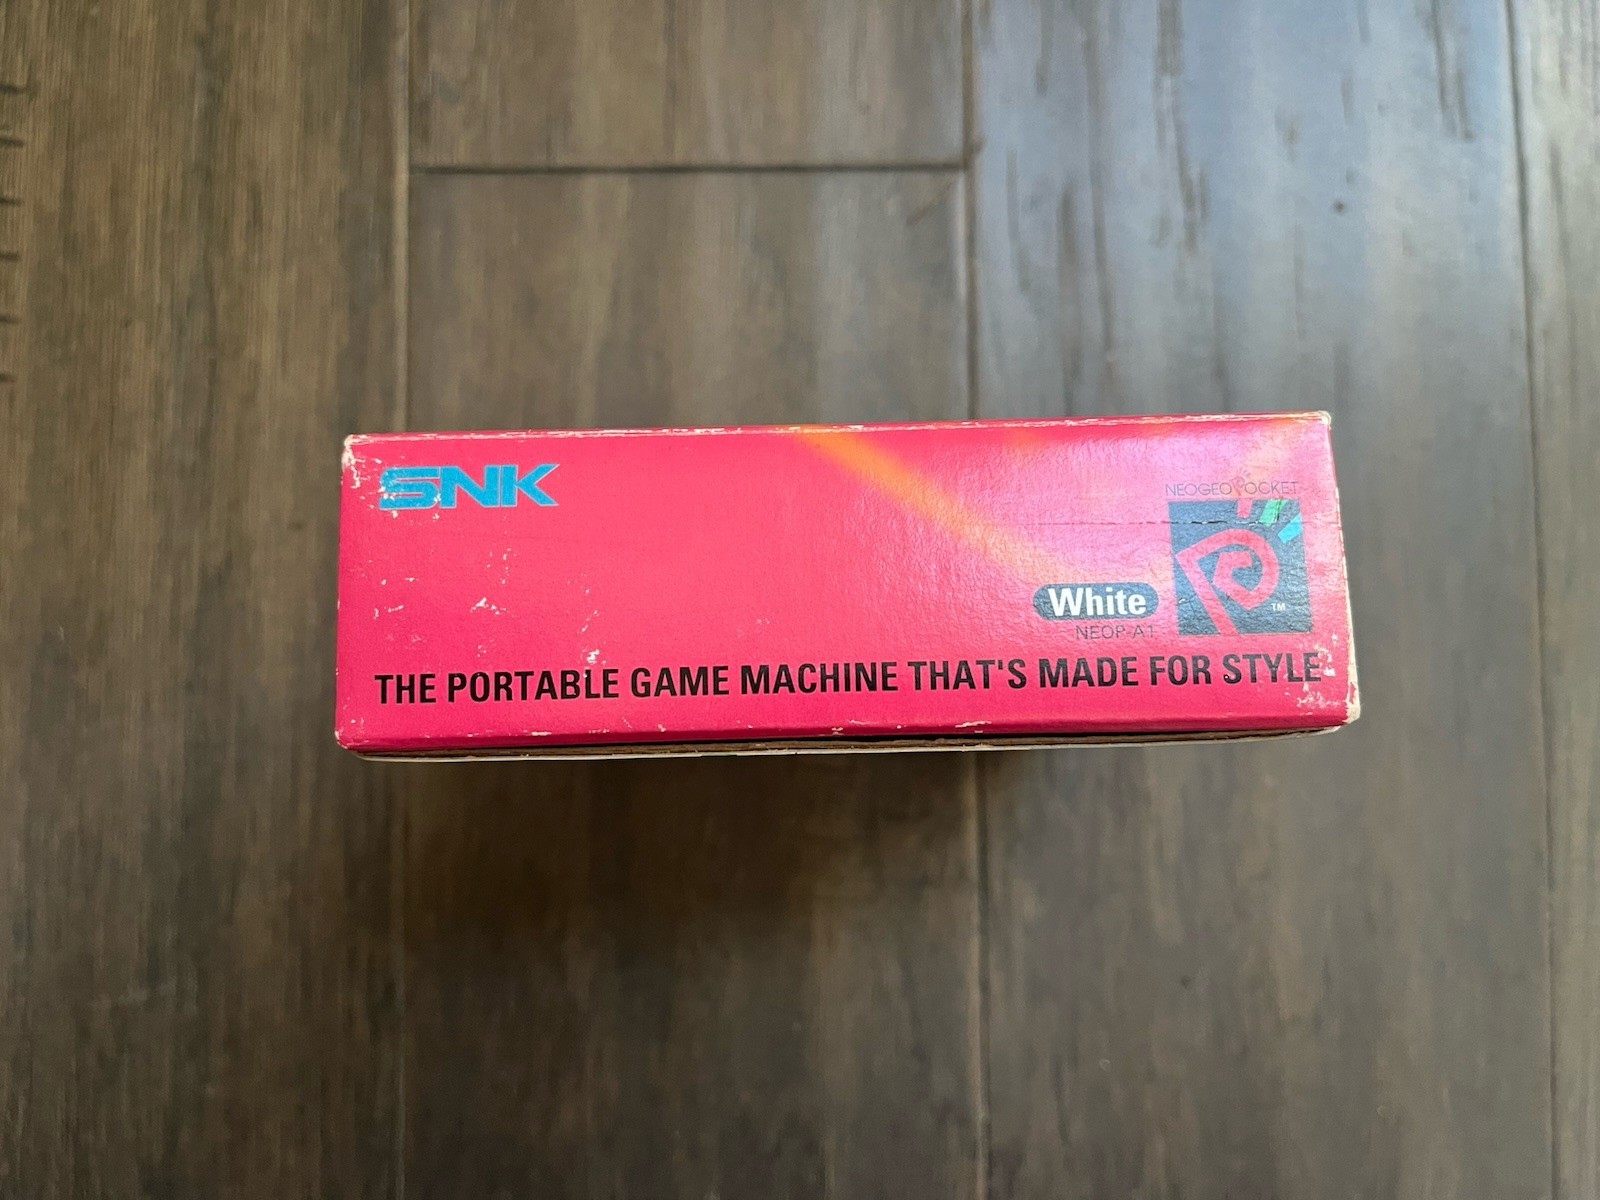 SNK
NEOGEO POCKET
White
NEOP-A1
TM
THE PORTABLE GAME MACHINE THAT'S MADE FOR STYLE